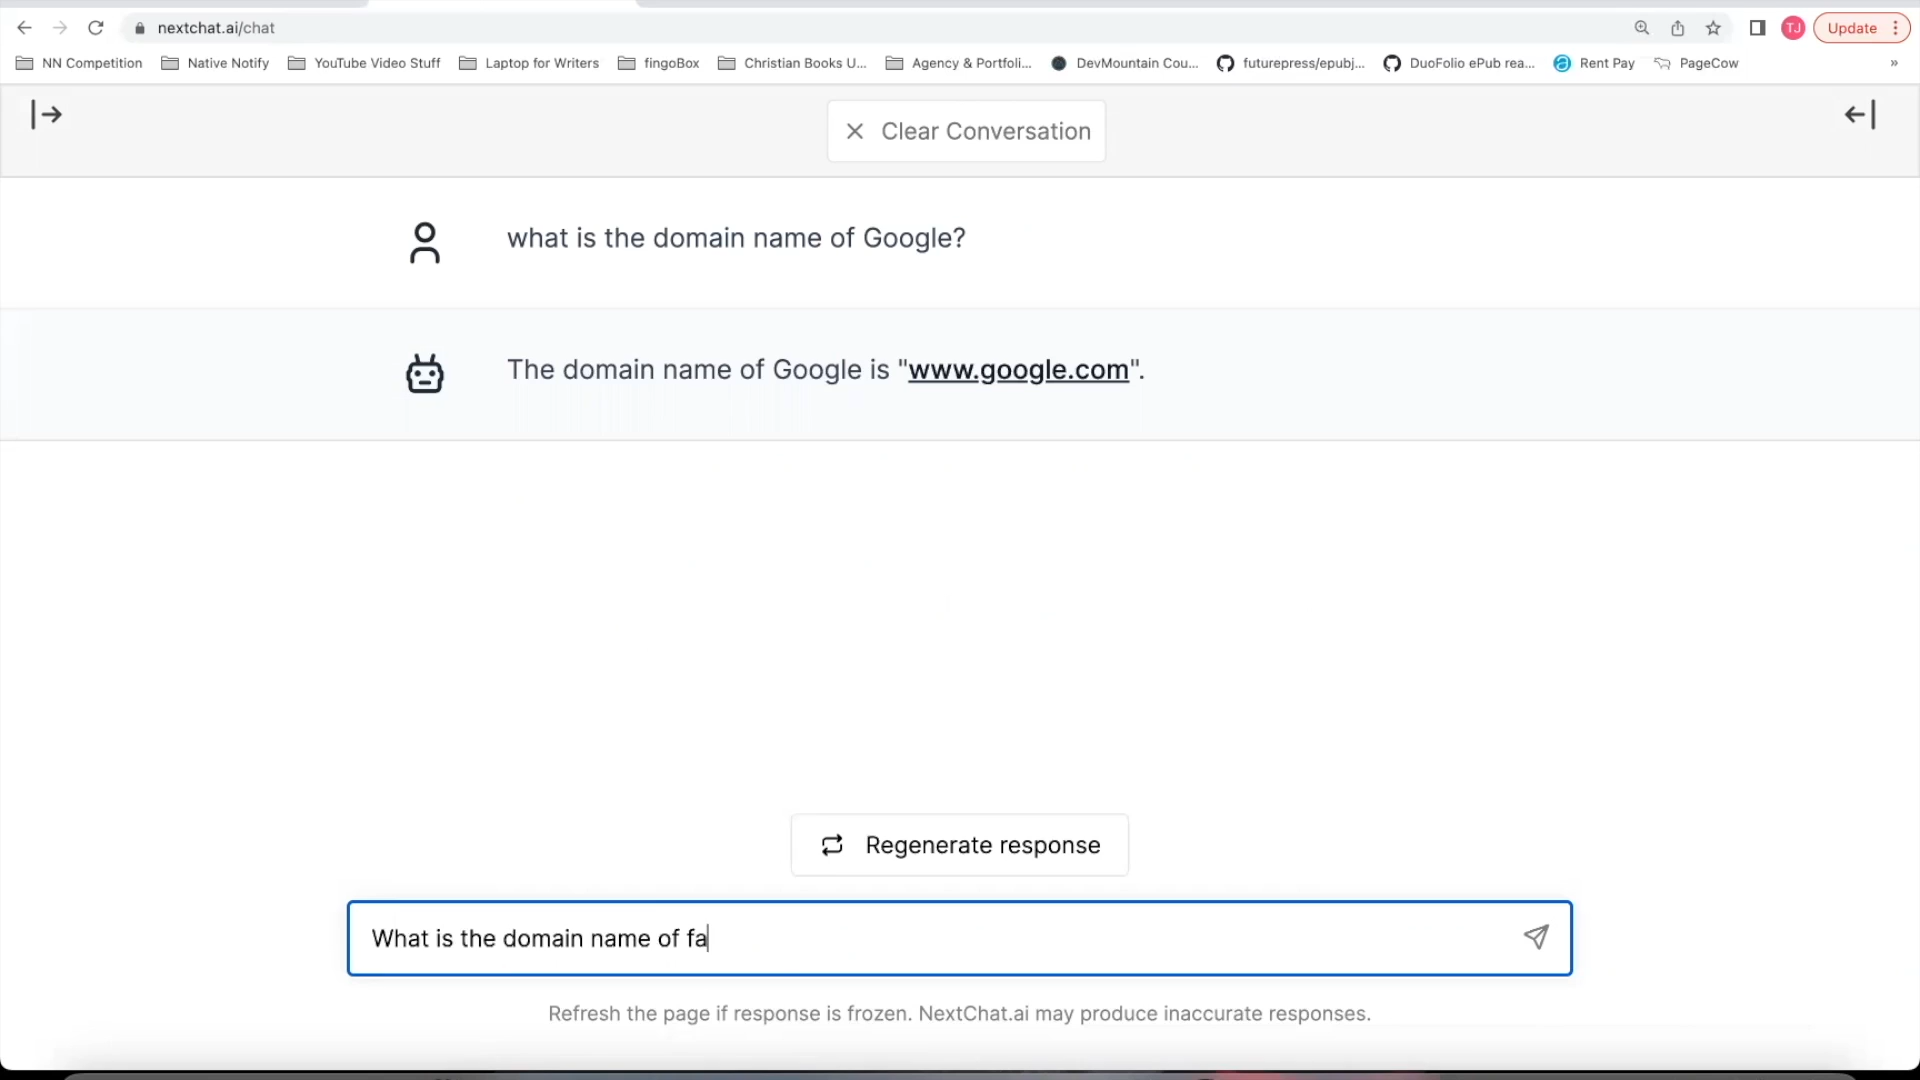 nextchat.ai/chat
TJ
Update
NN Competition Native Notify YouTube Video Stuff Laptop for Writers fingoBox Christian Books U... Agency & Portfoli... DevMountain Cou... futurepress/epubj... DuoFolio ePub rea... Rent Pay PageCow »
Clear Conversation
what is the domain name of Google?
The domain name of Google is "www.google.com".
Regenerate response
What is the domain name of fa
Refresh the page if response is frozen. NextChat.ai may produce inaccurate responses.